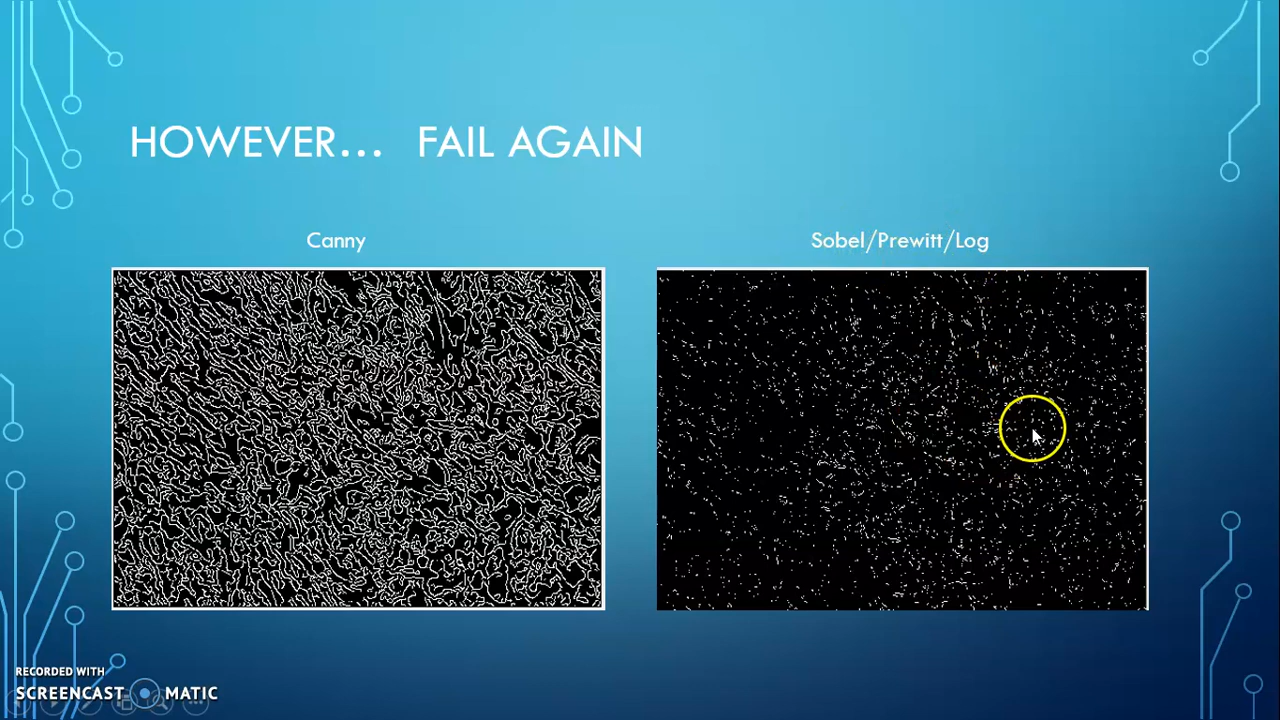 HOWEVER... FAIL AGAIN
Canny
Sobel/Prewitt/Log
RECORDED WITH
SCREENCAST MATIC